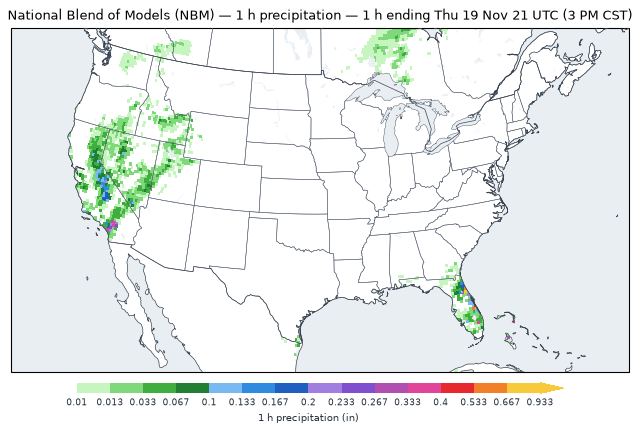 National Blend of Models (NBM) — 1 h precipitation — 1 h ending Thu 19 Nov 21 UTC (3 PM CST)
0.01 0.013 0.033 0.067 0.1 0.133 0.167 0.2 0.233 0.267 0.333 0.4 0.533 0.667 0.933
1 h precipitation (in)